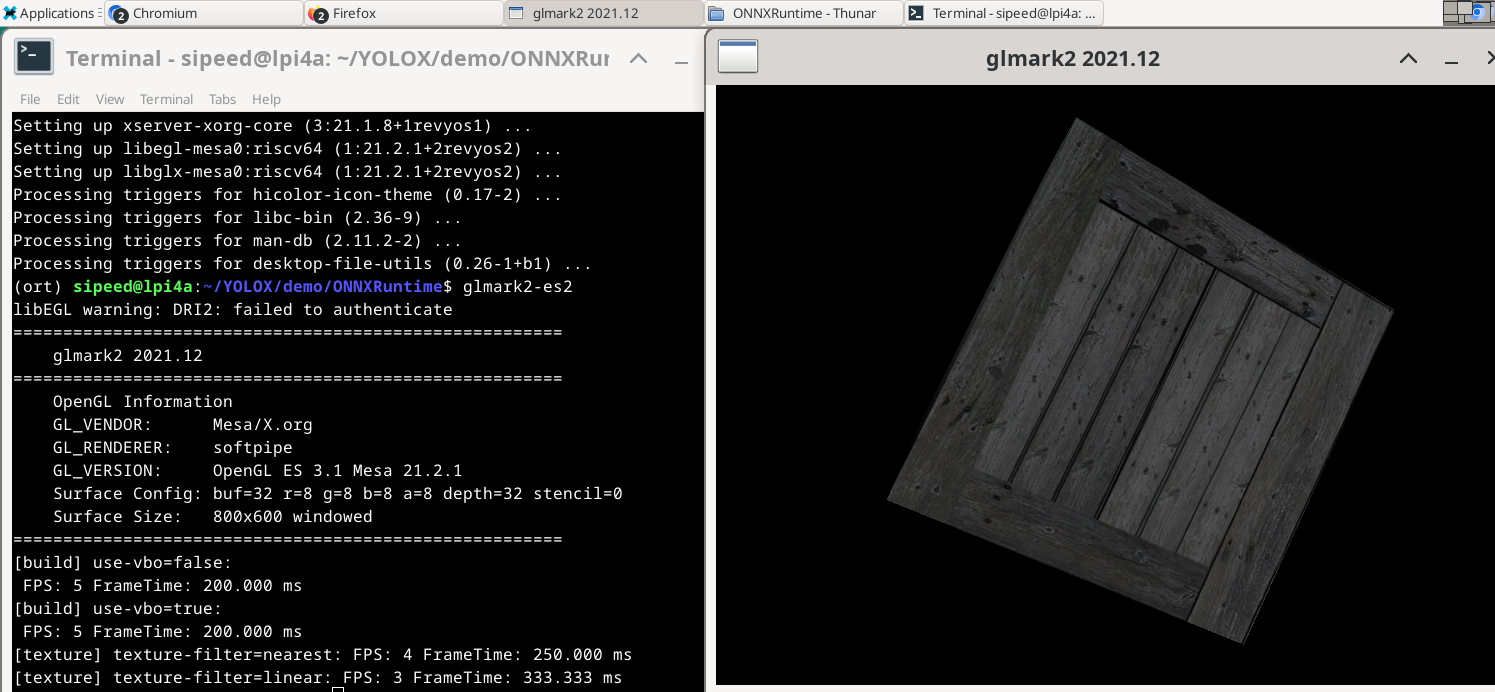 Applications
2 Chromium
2 Firefox
glmark2 2021.12
ONNXRuntime - Thunar
Terminal - sipeed@lpi4a: ...
Terminal - sipeed@lpi4a: ~/YOLOX/demo/ONNXRur
File Edit View Terminal Tabs Help
Setting up xserver-xorg-core (3:21.1.8+1revyos1) ...
Setting up libegl-mesa0:riscv64 (1:21.2.1+2revyos2) ...
Setting up libglx-mesa0:riscv64 (1:21.2.1+2revyos2) ...
Processing triggers for hicolor-icon-theme (0.17-2) ...
Processing triggers for libc-bin (2.36-9) ...
Processing triggers for man-db (2.11.2-2) ...
Processing triggers for desktop-file-utils (0.26-1+b1) ...
(ort) sipeed@lpi4a:~/YOLOX/demo/ONNXRuntime$ glmark2-es2
libEGL warning: DRI2: failed to authenticate
=======================================================
    glmark2 2021.12
=======================================================
    OpenGL Information
    GL_VENDOR:      Mesa/X.org
    GL_RENDERER:    softpipe
    GL_VERSION:     OpenGL ES 3.1 Mesa 21.2.1
    Surface Config: buf=32 r=8 g=8 b=8 a=8 depth=32 stencil=0
    Surface Size:   800x600 windowed
=======================================================
[build] use-vbo=false:
 FPS: 5 FrameTime: 200.000 ms
[build] use-vbo=true:
 FPS: 5 FrameTime: 200.000 ms
[texture] texture-filter=nearest: FPS: 4 FrameTime: 250.000 ms
[texture] texture-filter=linear: FPS: 3 FrameTime: 333.333 ms
glmark2 2021.12